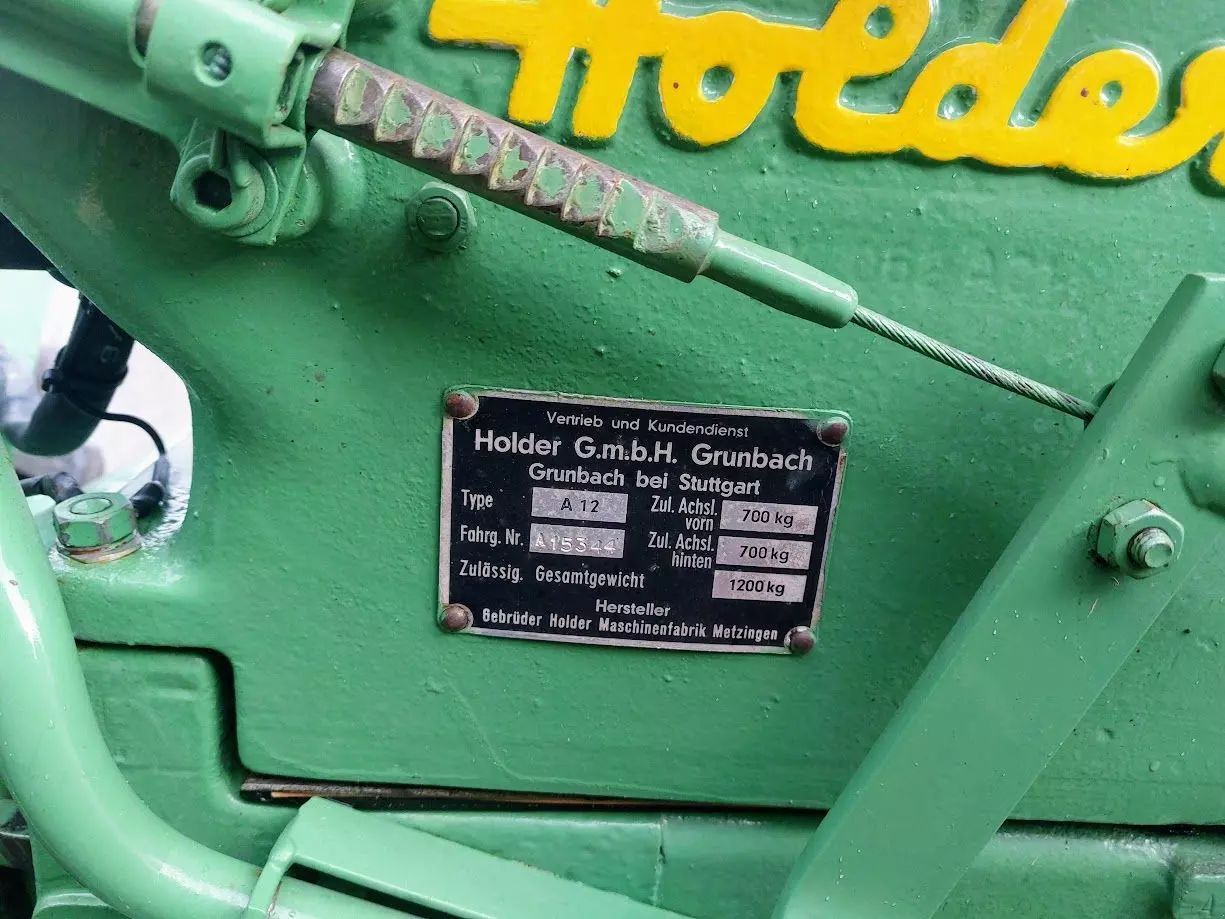 Holder
Vertrieb und Kundendienst
Holder G.m.b.H. Grunbach
Grunbach bei Stuttgart
Type A 12 Zul. Achsl. vorn 700 kg
Fahrg. Nr. A15344 Zul. Achsl. hinten 700 kg
Zulässig. Gesamtgewicht 1200 kg
Hersteller
Gebrüder Holder Maschinenfabrik Metzingen